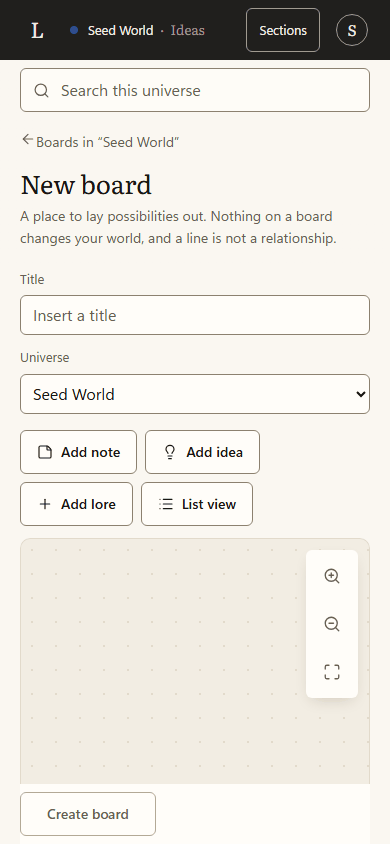 L
Seed World · Ideas
Sections
S
Search this universe
Boards in “Seed World”
New board
A place to lay possibilities out. Nothing on a board
changes your world, and a line is not a relationship.
Title
Insert a title
Universe
Seed World
Add note
Add idea
Add lore
List view
Create board